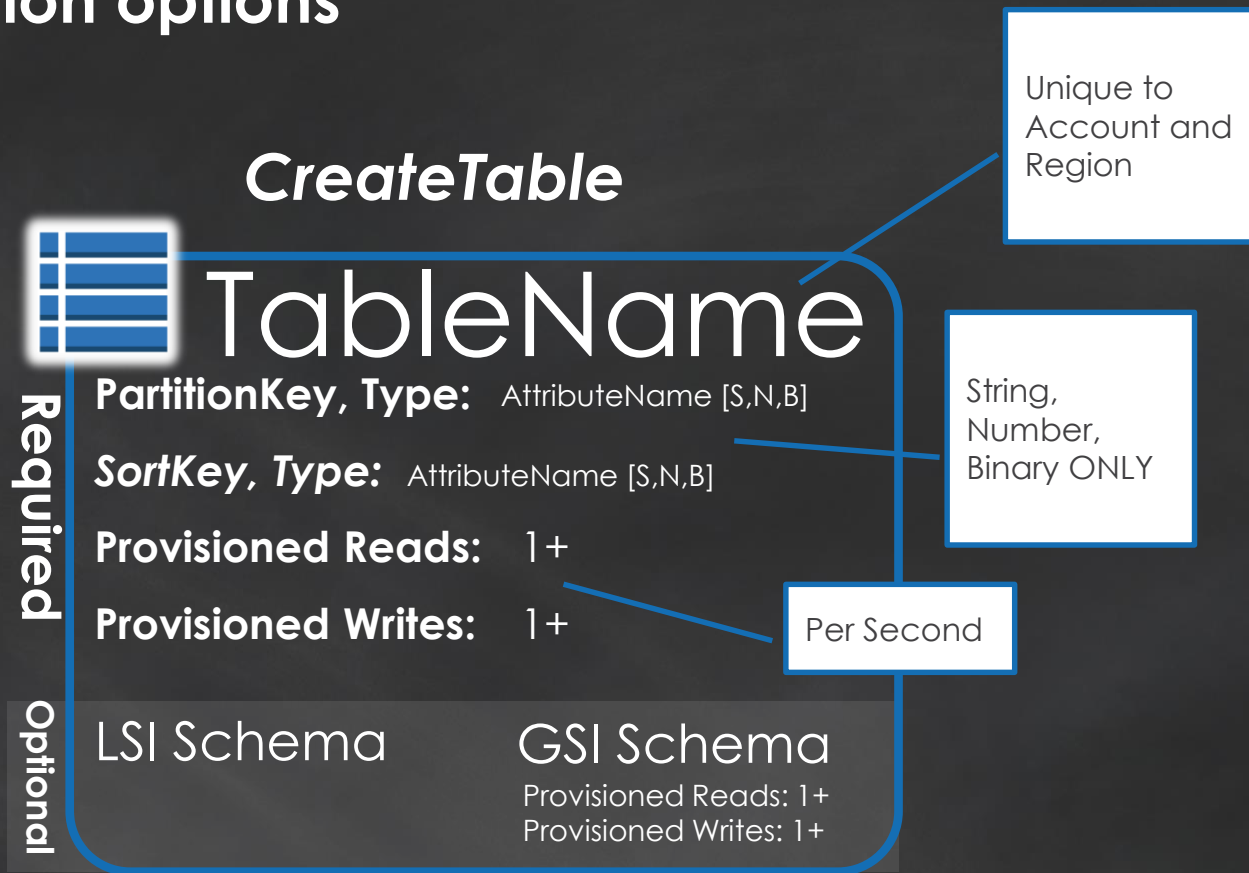 options
CreateTable
TableName
Required
PartitionKey, Type: AttributeName [S,N,B]
SortKey, Type: AttributeName [S,N,B]
Provisioned Reads: 1+
Provisioned Writes: 1+
Optional
LSI Schema
GSI Schema
Provisioned Reads: 1+
Provisioned Writes: 1+
Unique to
Account and
Region
String,
Number,
Binary ONLY
Per Second